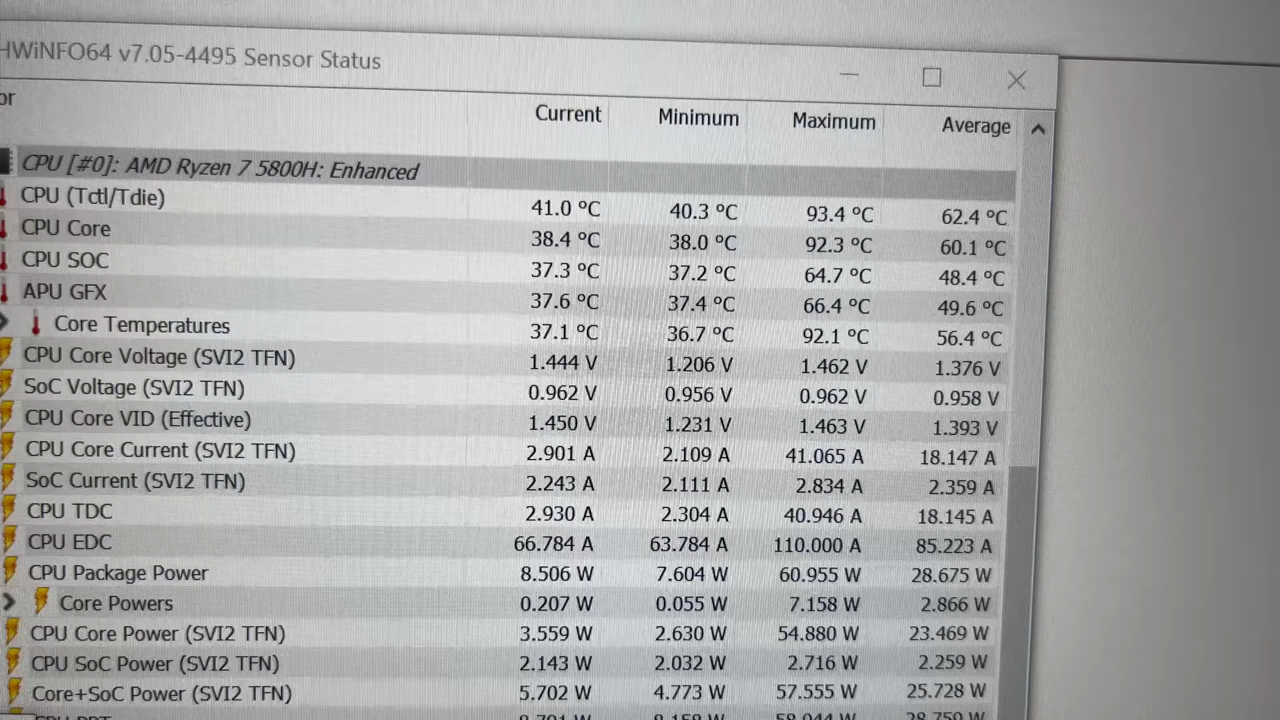 HWiNFO64 v7.05-4495 Sensor Status
or Current Minimum Maximum Average
CPU [#0]: AMD Ryzen 7 5800H: Enhanced
CPU (Tctl/Tdie) 41.0 °C 40.3 °C 93.4 °C 62.4 °C
CPU Core 38.4 °C 38.0 °C 92.3 °C 60.1 °C
CPU SOC 37.3 °C 37.2 °C 64.7 °C 48.4 °C
APU GFX 37.6 °C 37.4 °C 66.4 °C 49.6 °C
Core Temperatures 37.1 °C 36.7 °C 92.1 °C 56.4 °C
CPU Core Voltage (SVI2 TFN) 1.444 V 1.206 V 1.462 V 1.376 V
SoC Voltage (SVI2 TFN) 0.962 V 0.956 V 0.962 V 0.958 V
CPU Core VID (Effective) 1.450 V 1.231 V 1.463 V 1.393 V
CPU Core Current (SVI2 TFN) 2.901 A 2.109 A 41.065 A 18.147 A
SoC Current (SVI2 TFN) 2.243 A 2.111 A 2.834 A 2.359 A
CPU TDC 2.930 A 2.304 A 40.946 A 18.145 A
CPU EDC 66.784 A 63.784 A 110.000 A 85.223 A
CPU Package Power 8.506 W 7.604 W 60.955 W 28.675 W
Core Powers 0.207 W 0.055 W 7.158 W 2.866 W
CPU Core Power (SVI2 TFN) 3.559 W 2.630 W 54.880 W 23.469 W
CPU SoC Power (SVI2 TFN) 2.143 W 2.032 W 2.716 W 2.259 W
Core+SoC Power (SVI2 TFN) 5.702 W 4.773 W 57.555 W 25.728 W